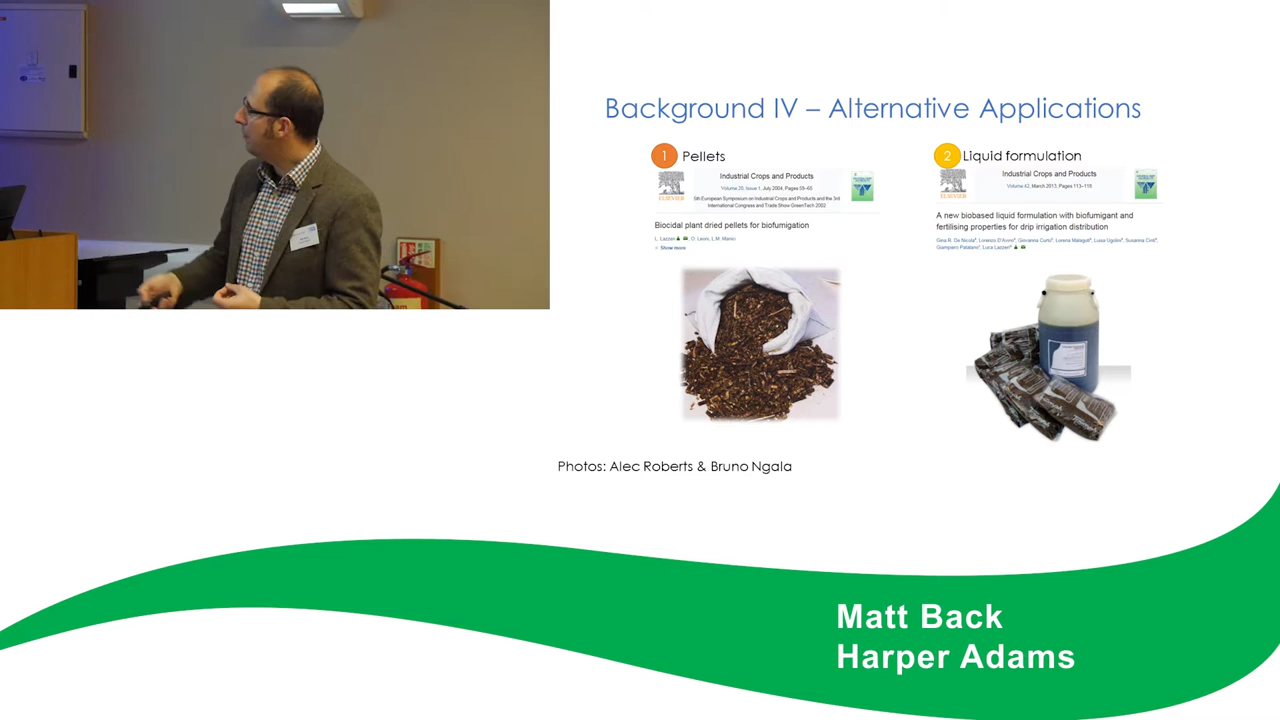 Background IV – Alternative Applications
1 Pellets
Industrial Crops and Products
Volume 20, Issue 1, July 2004, Pages 59–65
5th European Symposium on Industrial Crops and Products and the 3rd
International Congress and Trade Show GreenTech 2002
ELSEVIER
Biocidal plant dried pellets for biofumigation
L. Lazzeri, O. Leoni, L.M. Manici
Show more
2 Liquid formulation
Industrial Crops and Products
Volume 42, March 2013, Pages 113–118
ELSEVIER
A new biobased liquid formulation with biofumigant and
fertilising properties for drip irrigation distribution
Gina R. De Nicola, Lorenzo D'Avino, Giovanna Curto, Lorena Malaguti, Luisa Ugolini, Susanna Cinti,
Giampiero Patalano, Luca Lazzeri
Photos: Alec Roberts & Bruno Ngala
Matt Back
Harper Adams